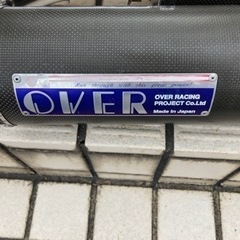 OVER
OVER RACING
PROJECT Co.Ltd
Made in Japan